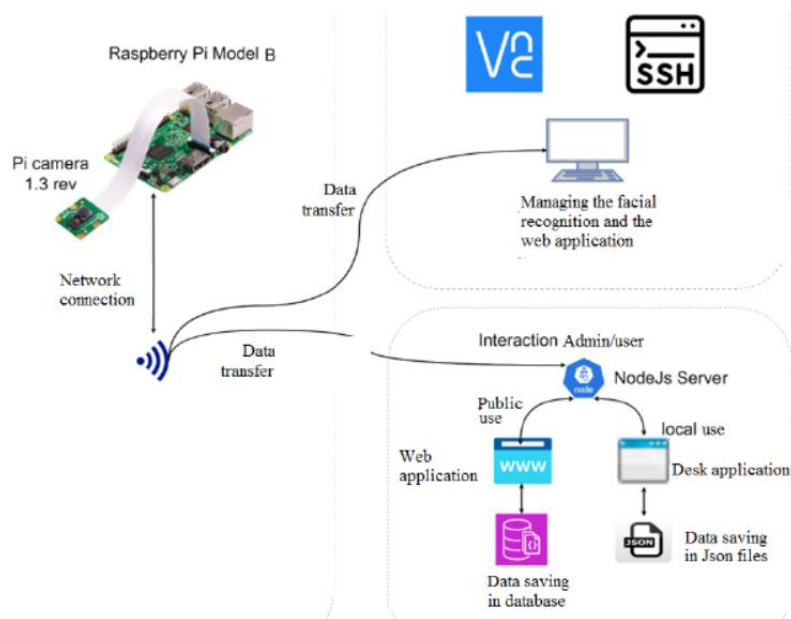 Raspberry Pi Model B
Pi camera
1.3 rev
Network
connection
Data
transfer
Data
transfer
Vnc
>_
SSH
Managing the facial
recognition and the
web application
Interaction Admin/user
node
NodeJs Server
Public
use
local use
Web
application
www
Desk application
{}
JSON
Data saving
in database
Data saving
in Json files